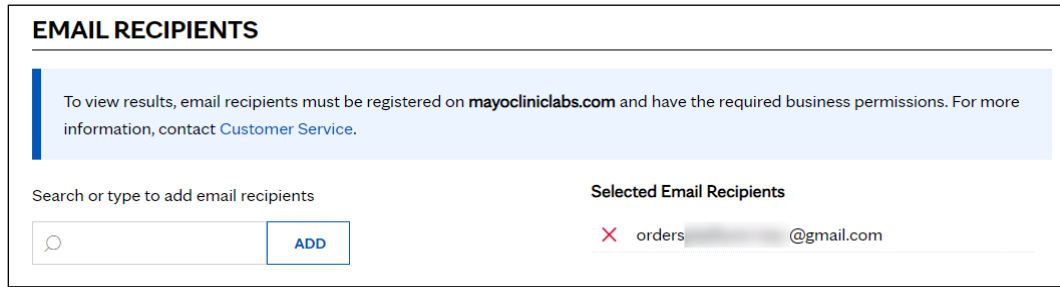 EMAIL RECIPIENTS
To view results, email recipients must be registered on mayocliniclabs.com and have the required business permissions. For more
information, contact Customer Service.
Search or type to add email recipients
ADD
Selected Email Recipients
orders @gmail.com